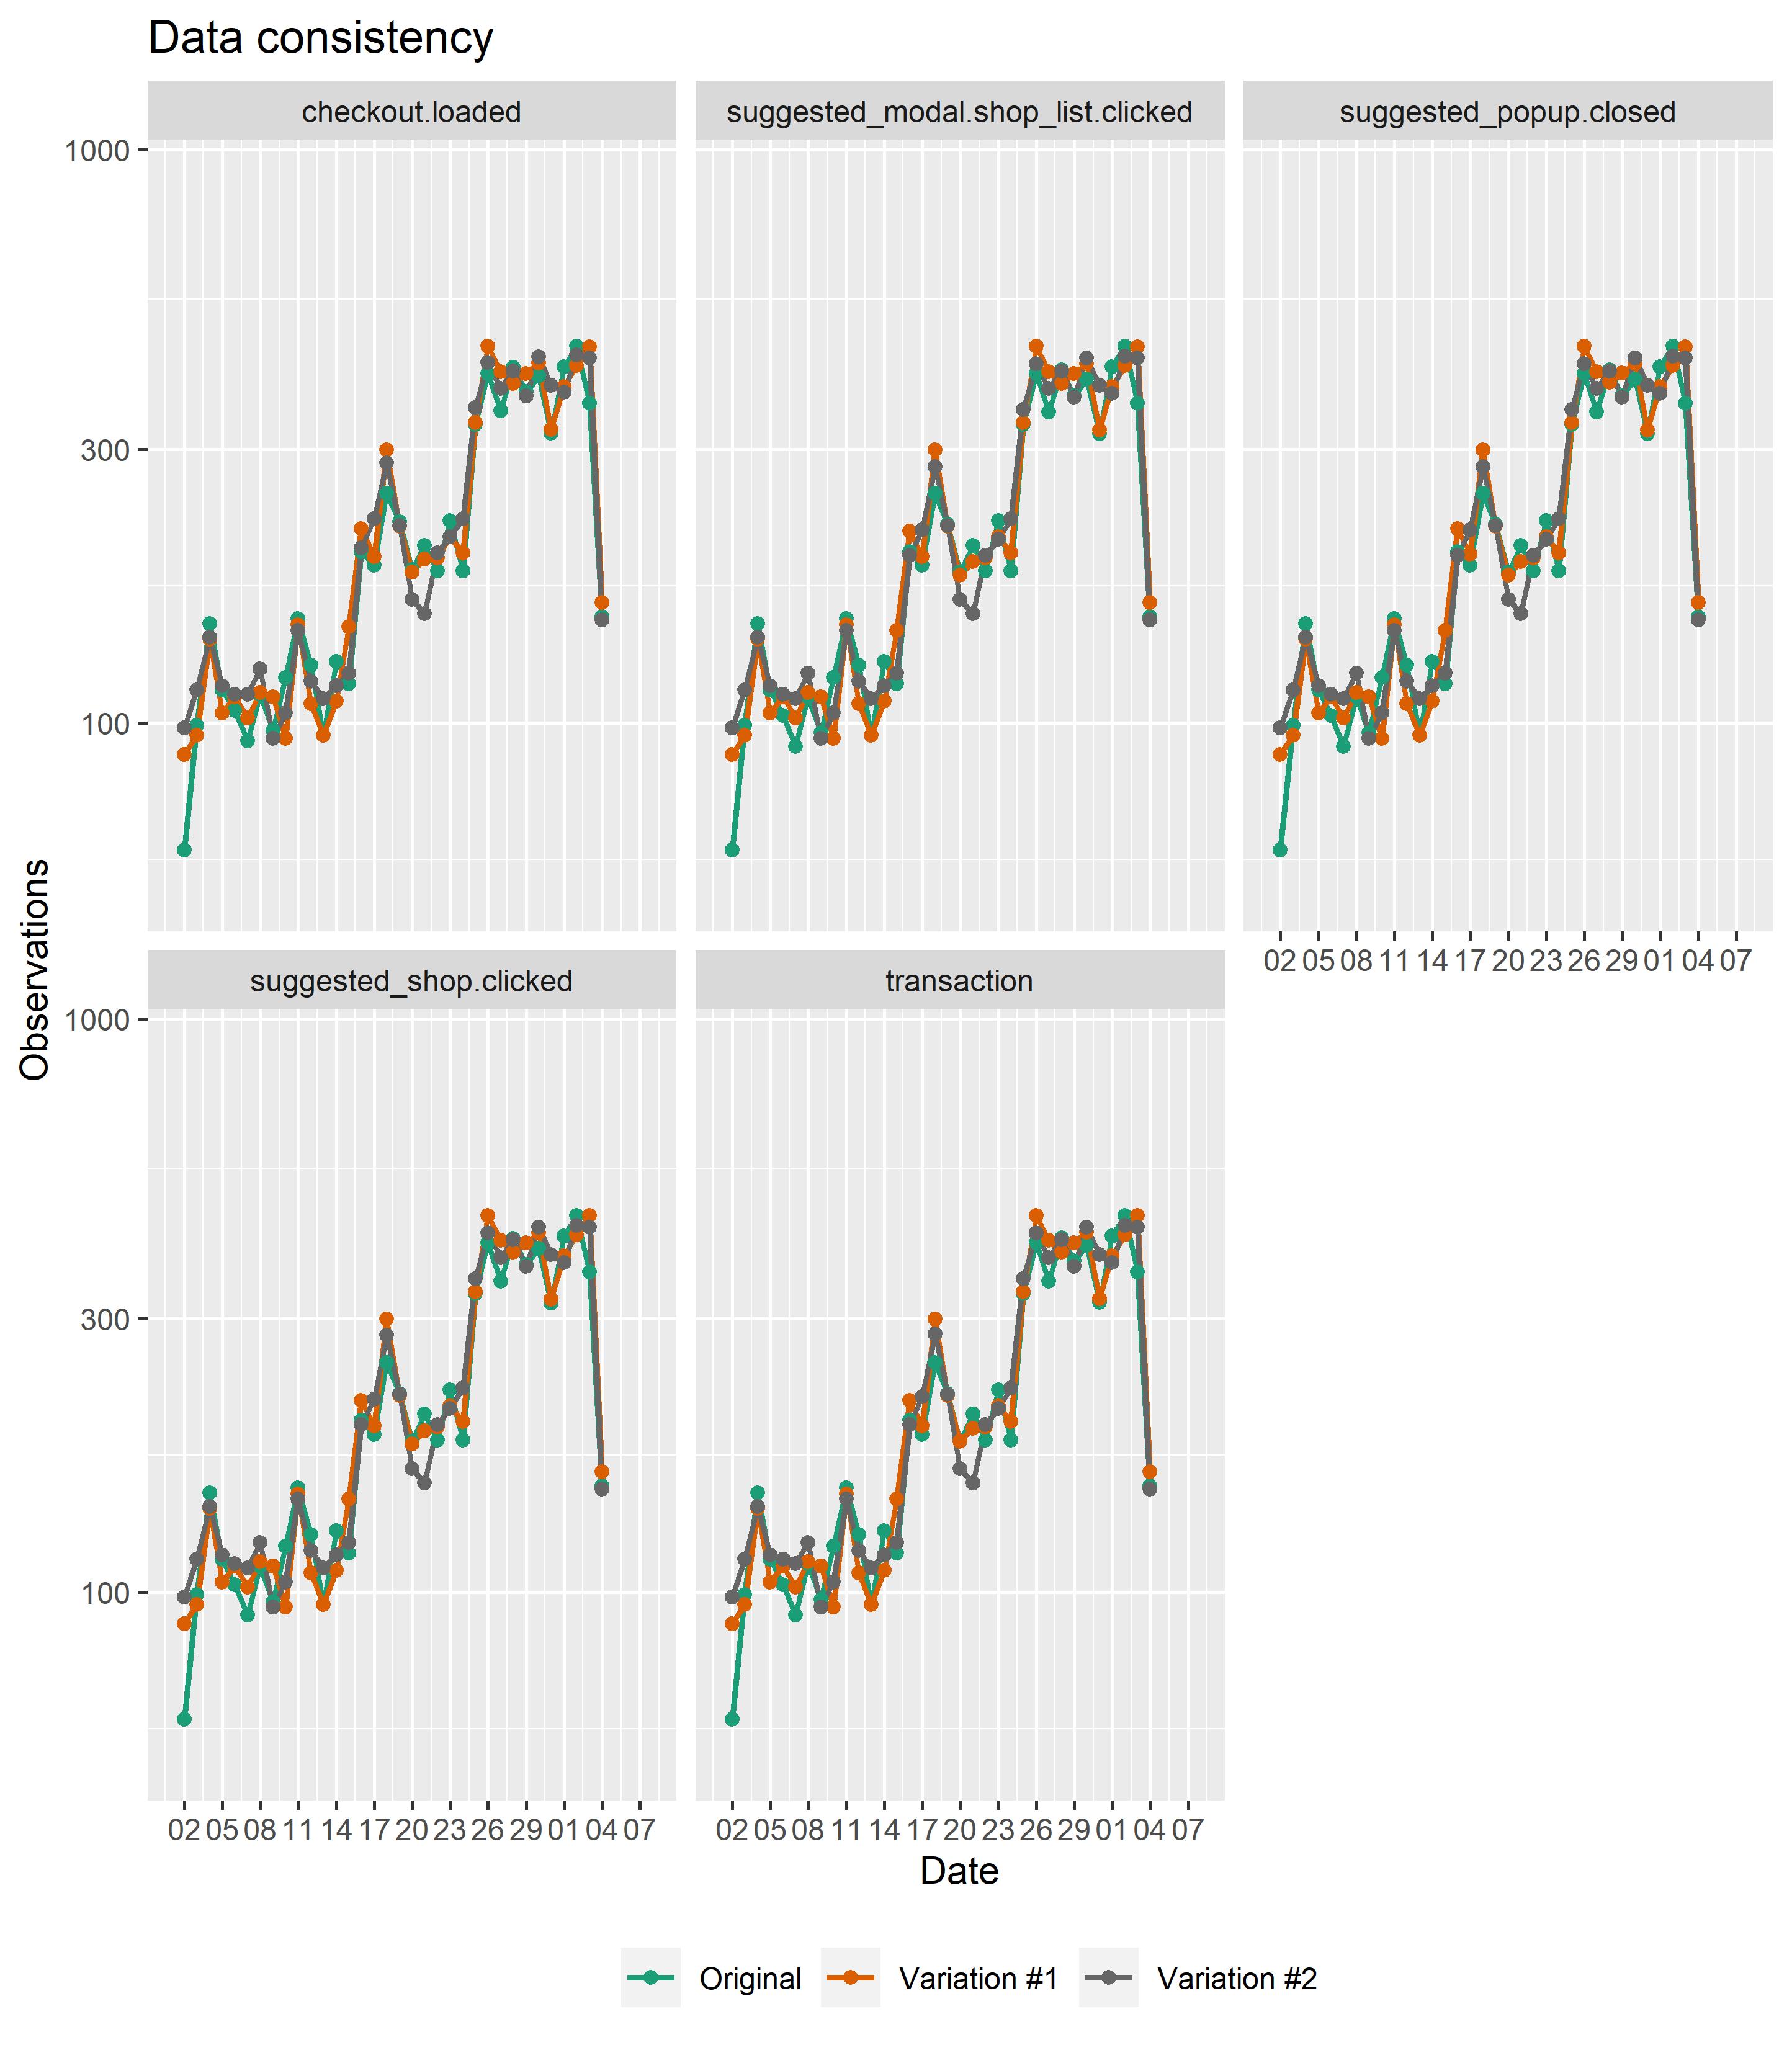 Data consistency
checkout.loaded
suggested_modal.shop_list.clicked
suggested_popup.closed
1000
300
100
02 05 08 11 14 17 20 23 26 29 01 04 07
suggested_shop.clicked
transaction
1000
300
100
02 05 08 11 14 17 20 23 26 29 01 04 07
02 05 08 11 14 17 20 23 26 29 01 04 07
Observations
Date
Original
Variation #1
Variation #2